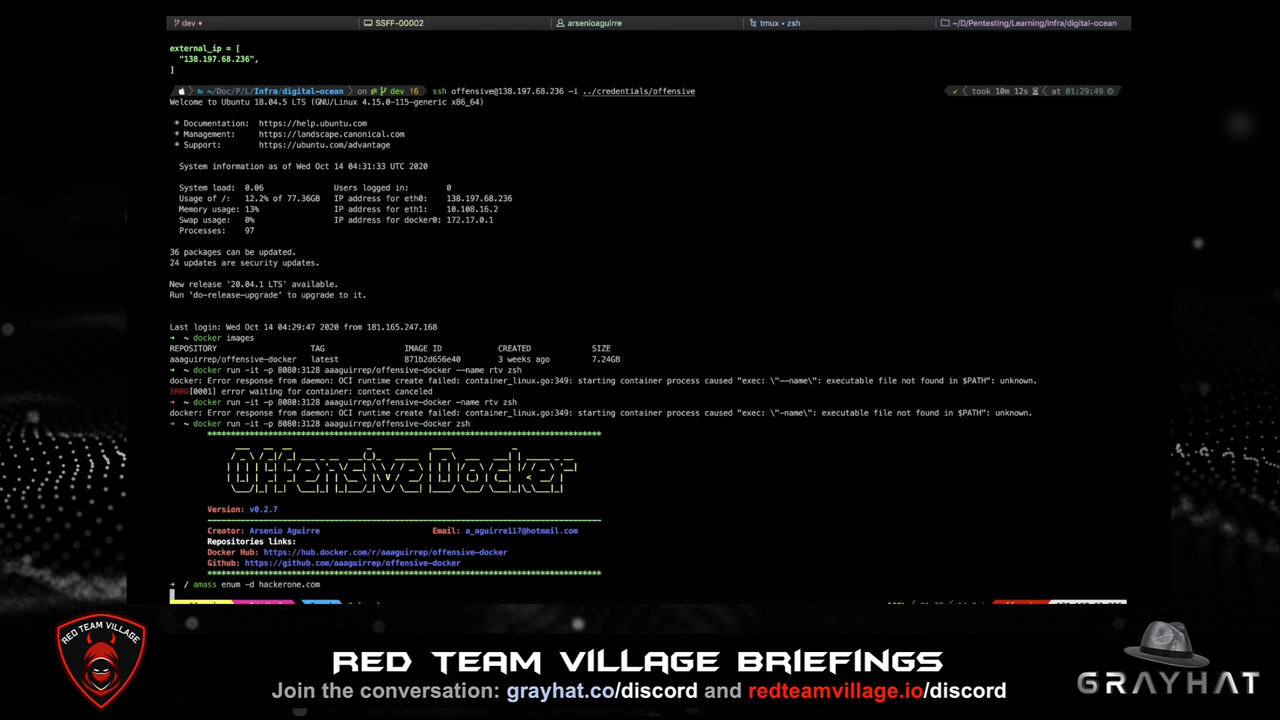 dev •
SSFF-00002
arsenioaguirre
tmux • zsh
~/D/Pentesting/Learning/infra/digital-ocean
external_ip = [
"138.197.68.236",
]
~/Doc/P/L/Infra/digital-ocean on dev !6 ssh offensive@138.197.68.236 -i ../credentials/offensive ✔ took 10m 12s at 01:29:49
Welcome to Ubuntu 18.04.5 LTS (GNU/Linux 4.15.0-115-generic x86_64)
* Documentation: https://help.ubuntu.com
* Management: https://landscape.canonical.com
* Support: https://ubuntu.com/advantage
System information as of Wed Oct 14 04:31:33 UTC 2020
System load: 0.06 Users logged in: 0
Usage of /: 12.2% of 77.36GB IP address for eth0: 138.197.68.236
Memory usage: 13% IP address for eth1: 10.108.16.2
Swap usage: 0% IP address for docker0: 172.17.0.1
Processes: 97
36 packages can be updated.
24 updates are security updates.
New release '20.04.1 LTS' available.
Run 'do-release-upgrade' to upgrade to it.
Last login: Wed Oct 14 04:29:47 2020 from 181.165.247.168
→ ~ docker images
REPOSITORY TAG IMAGE ID CREATED SIZE
aaaguirrep/offensive-docker latest 871b2d656e40 3 weeks ago 7.24GB
→ ~ docker run -it -p 8080:3128 aaaguirrep/offensive-docker --name rtv zsh
docker: Error response from daemon: OCI runtime create failed: container_linux.go:349: starting container process caused "exec: \"--name\": executable file not found in $PATH": unknown.
ERRO[0001] error waiting for container: context canceled
→ ~ docker run -it -p 8080:3128 aaaguirrep/offensive-docker -name rtv zsh
docker: Error response from daemon: OCI runtime create failed: container_linux.go:349: starting container process caused "exec: \"-name\": executable file not found in $PATH": unknown.
→ ~ docker run -it -p 8080:3128 aaaguirrep/offensive-docker zsh
OffensiveDocker
Version: v0.2.7
Creator: Arsenio Aguirre Email: a_aguirre117@hotmail.com
Repositories links:
Docker Hub: https://hub.docker.com/r/aaaguirrep/offensive-docker
Github: https://github.com/aaaguirrep/offensive-docker
→ / amass enum -d hackerone.com
RED TEAM VILLAGE
RED TEAM VILLAGE BRIEFINGS
Join the conversation: grayhat.co/discord and redteamvillage.io/discord
GRAYHAT